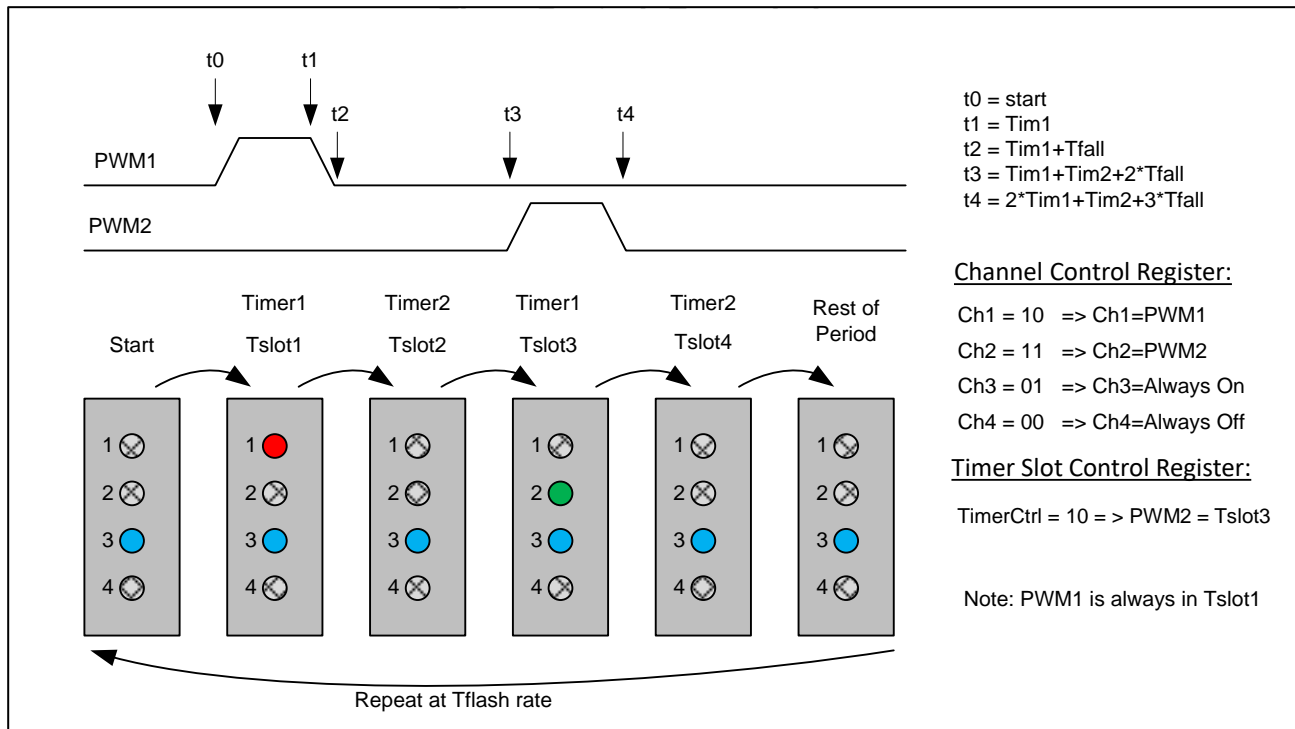 t0
t1
t2
t3
t4
PWM1
PWM2
t0 = start
t1 = Tim1
t2 = Tim1+Tfall
t3 = Tim1+Tim2+2*Tfall
t4 = 2*Tim1+Tim2+3*Tfall
Channel Control Register:
Ch1 = 10 => Ch1=PWM1
Ch2 = 11 => Ch2=PWM2
Ch3 = 01 => Ch3=Always On
Ch4 = 00 => Ch4=Always Off
Timer Slot Control Register:
TimerCtrl = 10 = > PWM2 = Tslot3
Note: PWM1 is always in Tslot1
Start
Timer1
Tslot1
Timer2
Tslot2
Timer1
Tslot3
Timer2
Tslot4
Rest of
Period
1
2
3
4
1
2
3
4
1
2
3
4
1
2
3
4
1
2
3
4
1
2
3
4
Repeat at Tflash rate